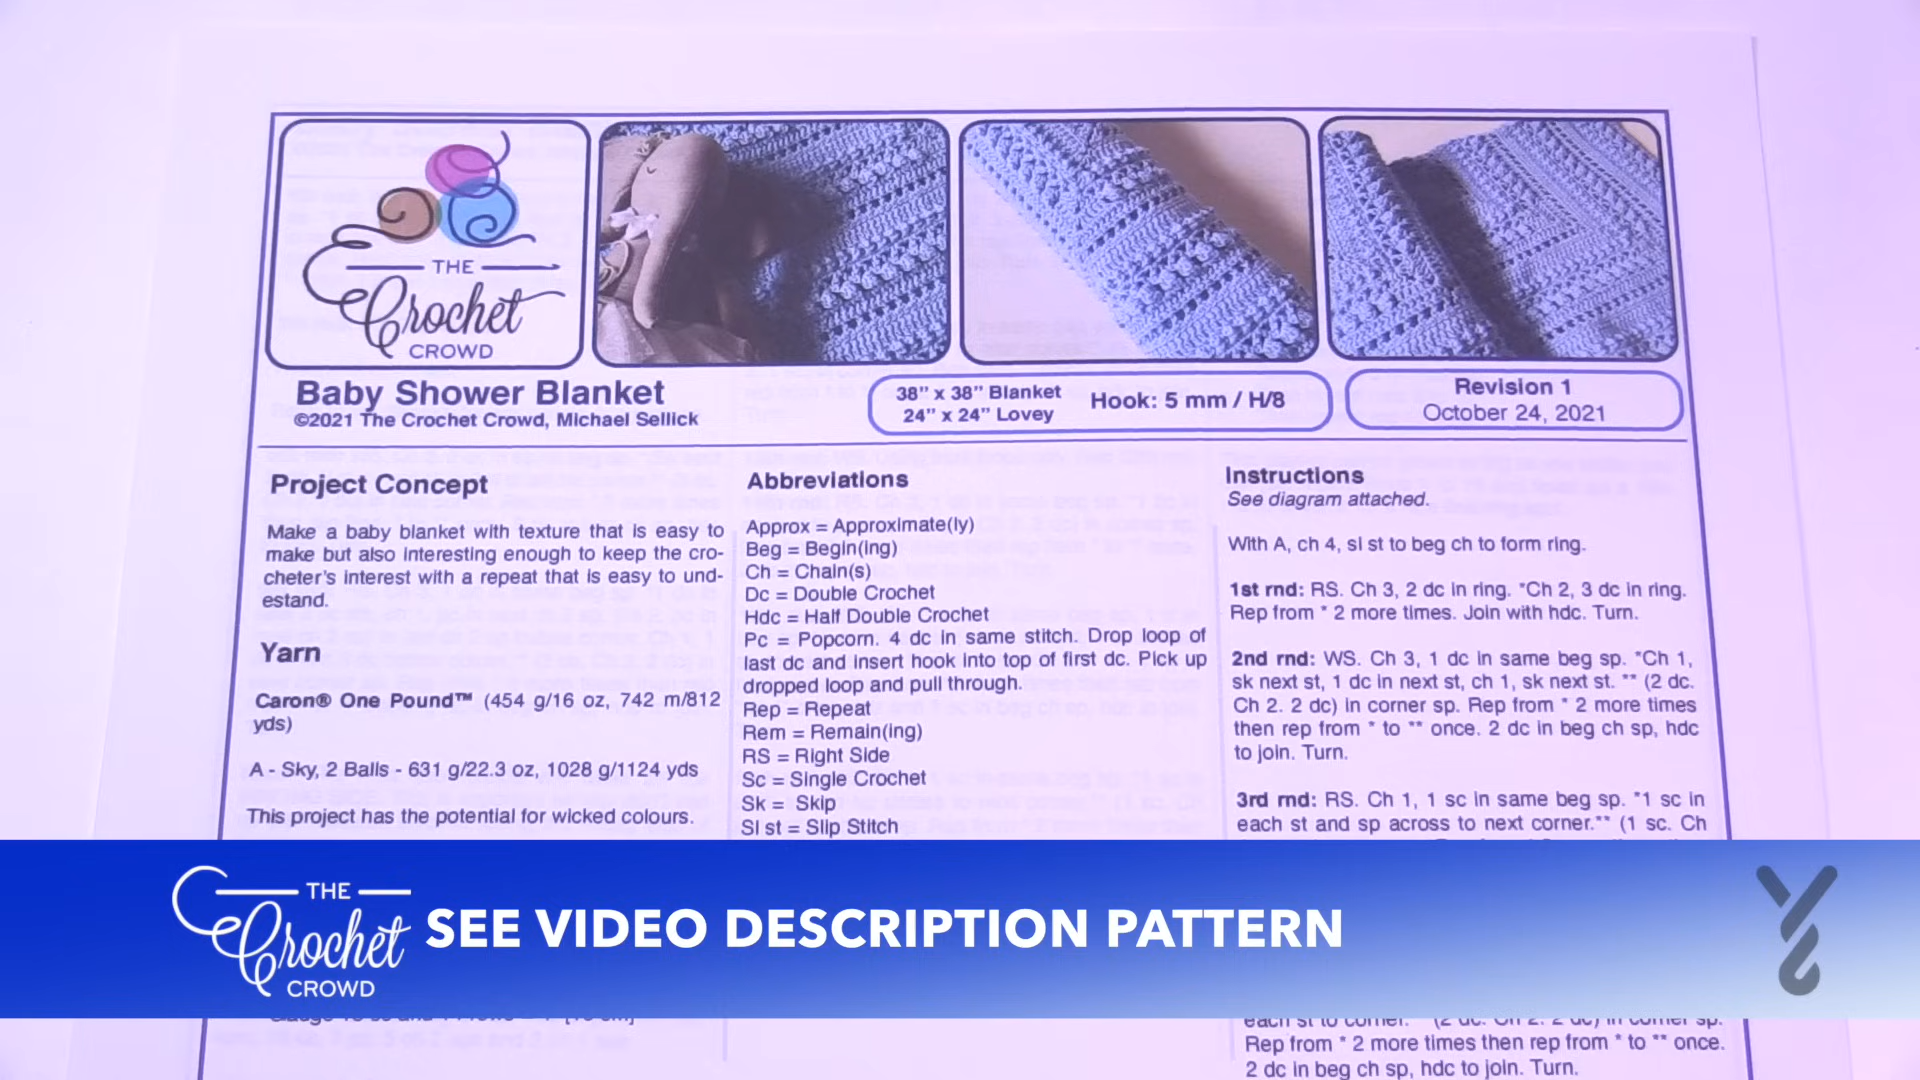 THE
Crochet
CROWD
Baby Shower Blanket
©2021 The Crochet Crowd, Michael Sellick
38" x 38" Blanket
24" x 24" Lovey
Hook: 5 mm / H/8
Revision 1
October 24, 2021
Project Concept
Make a baby blanket with texture that is easy to
make but also interesting enough to keep the cro-
cheter's interest with a repeat that is easy to und-
estand.
Yarn
Caron® One Pound™ (454 g/16 oz, 742 m/812
yds)
A - Sky, 2 Balls - 631 g/22.3 oz, 1028 g/1124 yds
This project has the potential for wicked colours.
Abbreviations
Approx = Approximate(ly)
Beg = Begin(ing)
Ch = Chain(s)
Dc = Double Crochet
Hdc = Half Double Crochet
Pc = Popcorn. 4 dc in same stitch. Drop loop of
last dc and insert hook into top of first dc. Pick up
dropped loop and pull through.
Rep = Repeat
Rem = Remain(ing)
RS = Right Side
Sc = Single Crochet
Sk = Skip
Sl st = Slip Stitch
Instructions
See diagram attached.
With A, ch 4, sl st to beg ch to form ring.
1st rnd: RS. Ch 3, 2 dc in ring. *Ch 2, 3 dc in ring.
Rep from * 2 more times. Join with hdc. Turn.
2nd rnd: WS. Ch 3, 1 dc in same beg sp. *Ch 1,
sk next st, 1 dc in next st, ch 1, sk next st. ** (2 dc.
Ch 2. 2 dc) in corner sp. Rep from * 2 more times
then rep from * to ** once. 2 dc in beg ch sp, hdc
to join. Turn.
3rd rnd: RS. Ch 1, 1 sc in same beg sp. *1 sc in
each st and sp across to next corner.** (1 sc. Ch
each st to corner. (2 dc. Ch 2. 2 dc) in corner sp.
Rep from * 2 more times then rep from * to ** once.
2 dc in beg ch sp, hdc to join. Turn.
THE
Crochet
CROWD
SEE VIDEO DESCRIPTION PATTERN